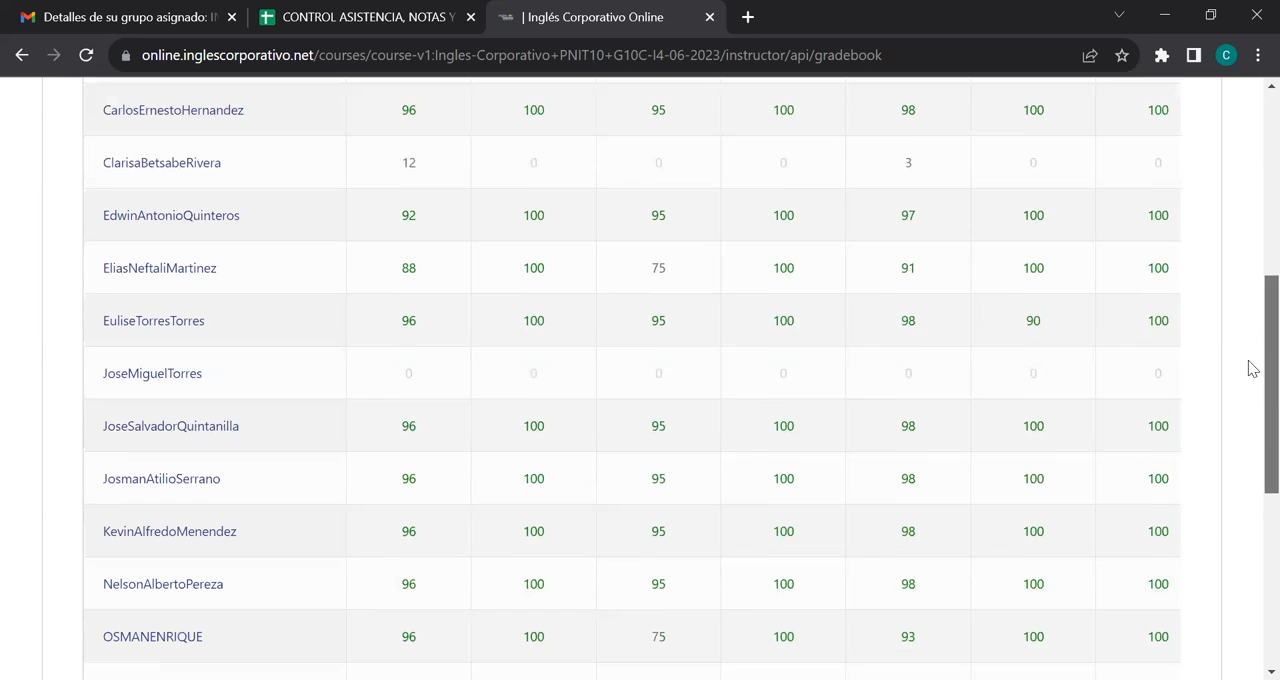 Detalles de su grupo asignado: I
CONTROL ASISTENCIA, NOTAS Y
| Inglés Corporativo Online
online.inglescorporativo.net/courses/course-v1:Ingles-Corporativo+PNIT10+G10C-I4-06-2023/instructor/api/gradebook
C
CarlosErnestoHernandez 96 100 95 100 98 100 100
ClarisaBetsabeRivera 12 0 0 0 3 0 0
EdwinAntonioQuinteros 92 100 95 100 97 100 100
EliasNeftaliMartinez 88 100 75 100 91 100 100
EuliseTorresTorres 96 100 95 100 98 90 100
JoseMiguelTorres 0 0 0 0 0 0 0
JoseSalvadorQuintanilla 96 100 95 100 98 100 100
JosmanAtilioSerrano 96 100 95 100 98 100 100
KevinAlfredoMenendez 96 100 95 100 98 100 100
NelsonAlbertoPereza 96 100 95 100 98 100 100
OSMANENRIQUE 96 100 75 100 93 100 100